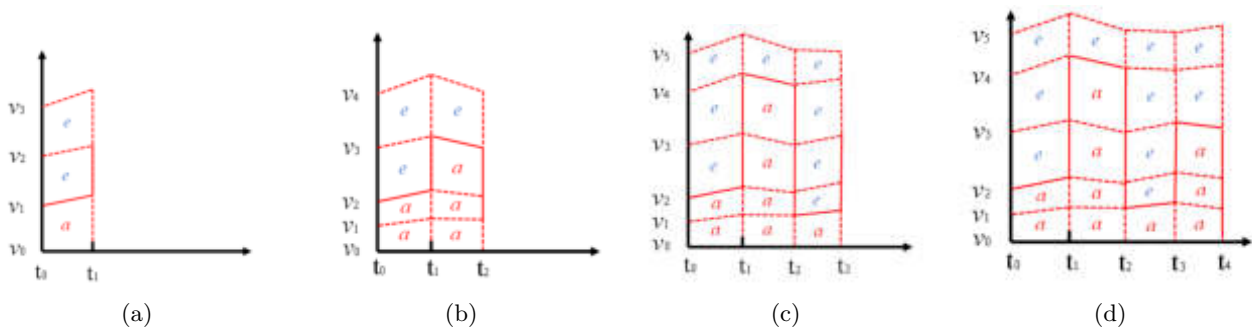 v₃
e
v₂
e
v₁
a
v₀
t₀ t₁
(a)
v₄
e e
v₃
e a
v₂
a a
v₁
a a
v₀
t₀ t₁ t₂
(b)
v₅
e e e
v₄
e a e
v₃
e a e
v₂
a a e
v₁
a a a
v₀
t₀ t₁ t₂ t₃
(c)
v₅
e e e e
v₄
e a e e
v₃
e a e a
v₂
a a e a
v₁
a a a a
v₀
t₀ t₁ t₂ t₃ t₄
(d)